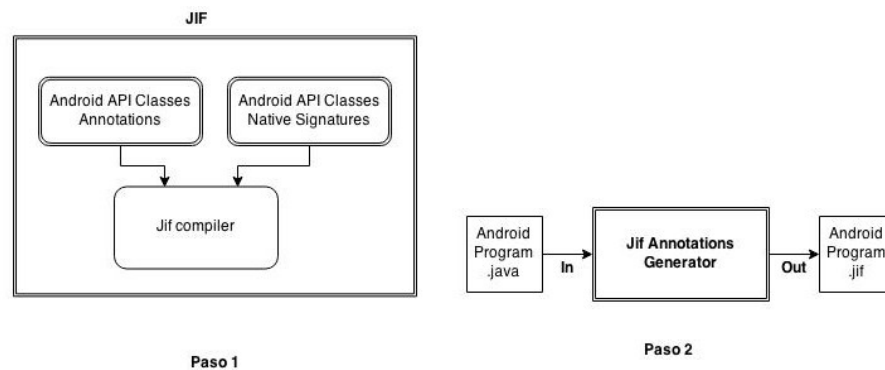 JIF
Android API Classes
Annotations
Android API Classes
Native Signatures
Jif compiler
Paso 1
Android
Program
.java
In
Jif Annotations
Generator
Out
Android
Program
.jif
Paso 2